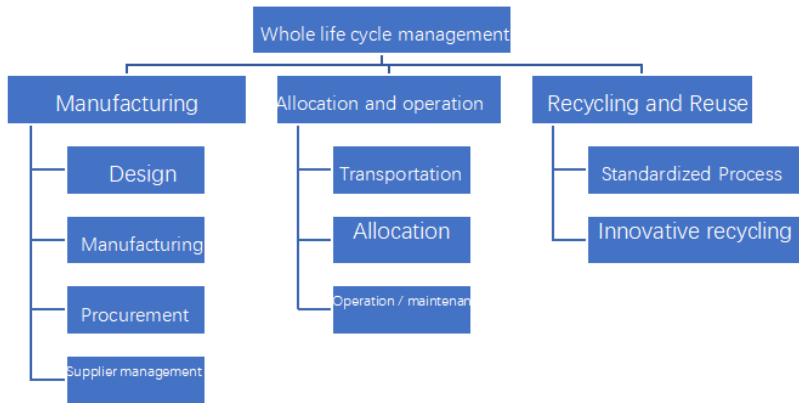 Whole life cycle management
Manufacturing
Design
Manufacturing
Procurement
Supplier management
Allocation and operation
Transportation
Allocation
Operation / maintenan
Recycling and Reuse
Standardized Process
Innovative recycling